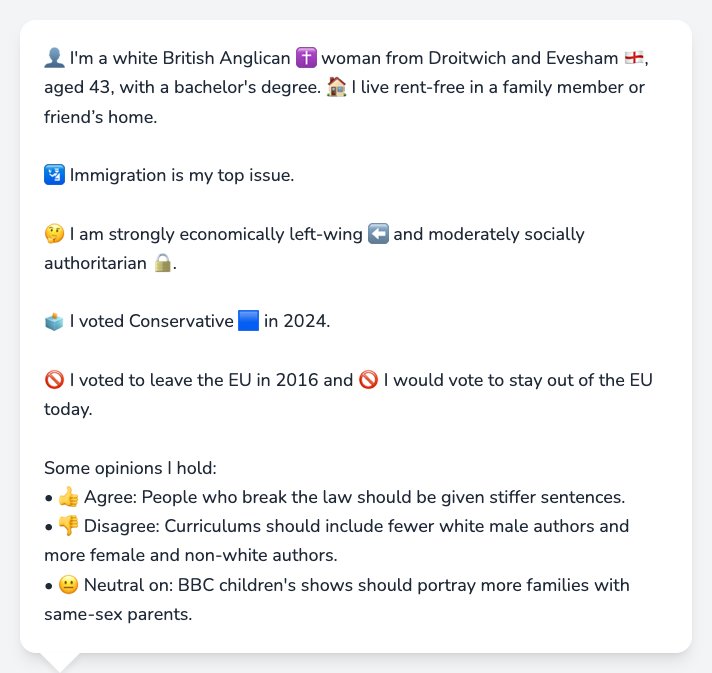 👤 I'm a white British Anglican ✝️ woman from Droitwich and Evesham 🏴󠁧󠁢󠁥󠁮󠁧󠁿,
aged 43, with a bachelor's degree. 🏠 I live rent-free in a family member or
friend’s home.
🛂 Immigration is my top issue.
🤔 I am strongly economically left-wing ⬅️ and moderately socially
authoritarian 🔒.
🗳️ I voted Conservative 🟦 in 2024.
🚫 I voted to leave the EU in 2016 and 🚫 I would vote to stay out of the EU
today.
Some opinions I hold:
• 👍 Agree: People who break the law should be given stiffer sentences.
• 👎 Disagree: Curriculums should include fewer white male authors and
more female and non-white authors.
• 😐 Neutral on: BBC children's shows should portray more families with
same-sex parents.